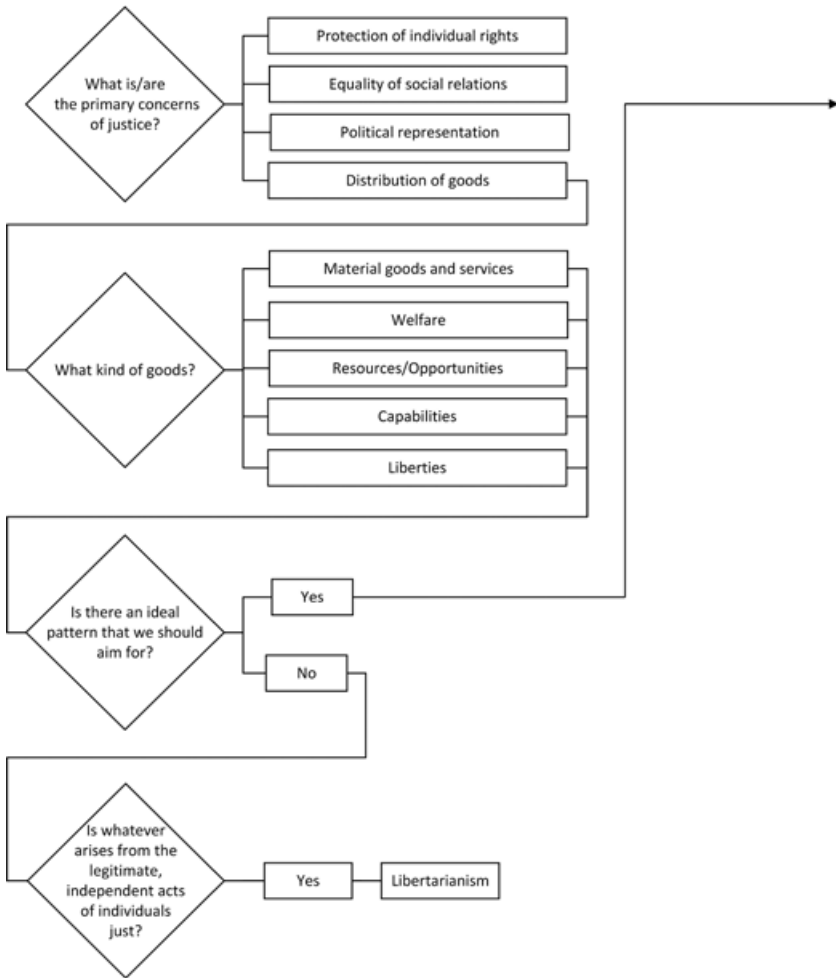 What is/are
the primary concerns
of justice?
Protection of individual rights
Equality of social relations
Political representation
Distribution of goods
What kind of goods?
Material goods and services
Welfare
Resources/Opportunities
Capabilities
Liberties
Is there an ideal
pattern that we should
aim for?
Yes
No
Is whatever
arises from the
legitimate,
independent acts
of individuals
just?
Yes
Libertarianism